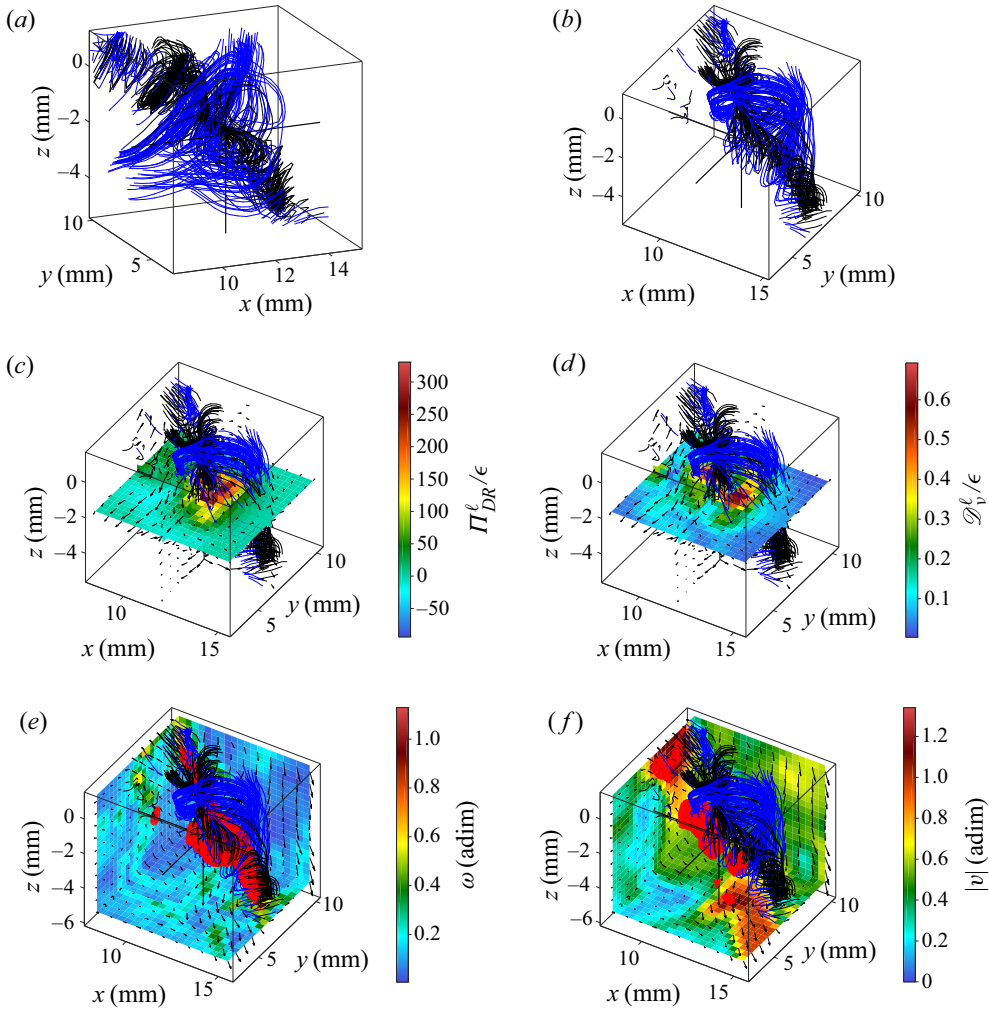 (a)
0
−2
−4
z (mm)
10
5
y (mm)
10
12
14
x (mm)
(b)
0
−2
−4
z (mm)
10
15
x (mm)
5
10
y (mm)
(c)
0
−2
−4
z (mm)
10
15
x (mm)
5
10
y (mm)
300
250
200
150
100
50
0
−50
Π^ℓ_DR/ϵ
(d)
0
−2
−4
z (mm)
10
15
x (mm)
5
10
y (mm)
0.6
0.5
0.4
0.3
0.2
0.1
𝒟^ℓ_ν/ϵ
(e)
0
−2
−4
−6
z (mm)
10
15
x (mm)
5
10
y (mm)
1.0
0.8
0.6
0.4
0.2
ω (adim)
(f)
0
−2
−4
−6
z (mm)
10
15
x (mm)
5
10
y (mm)
1.2
1.0
0.8
0.6
0.4
0.2
0
|v| (adim)